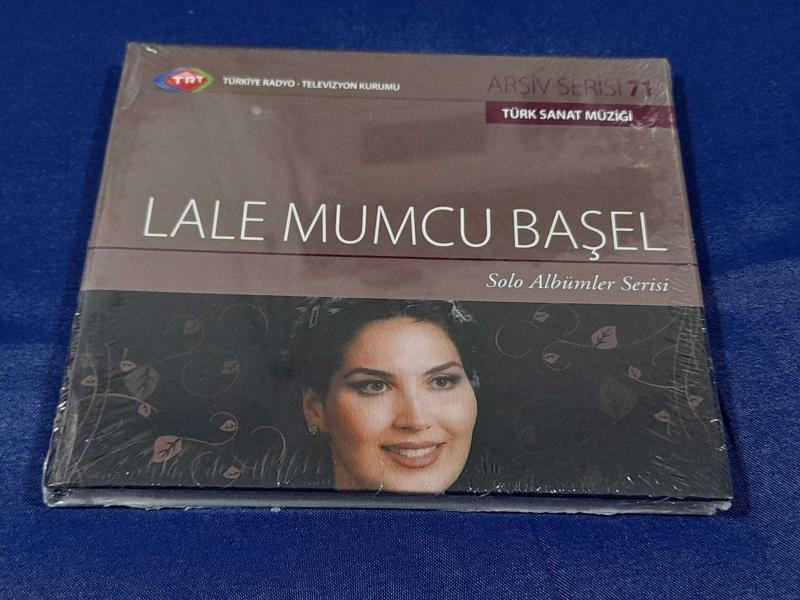 TRT
TÜRKİYE RADYO - TELEVİZYON KURUMU
ARŞİV SERİSİ 71
TÜRK SANAT MÜZİĞİ
LALE MUMCU BAŞEL
Solo Albümler Serisi